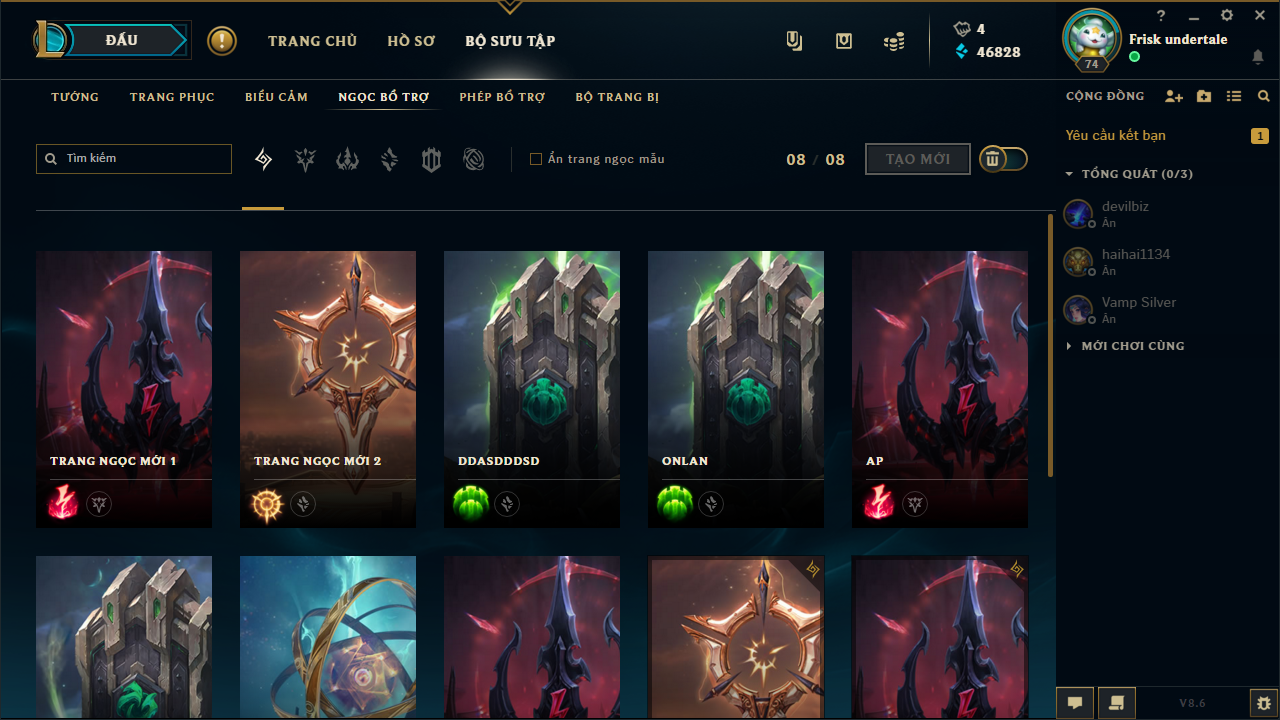 ĐẤU
!
TRANG CHỦ
HỒ SƠ
BỘ SƯU TẬP
4
46828
?
74
Frisk undertale
TƯỚNG
TRANG PHỤC
BIỂU CẢM
NGỌC BỔ TRỢ
PHÉP BỔ TRỢ
BỘ TRANG BỊ
CỘNG ĐỒNG
Tìm kiếm
Ẩn trang ngọc mẫu
08 / 08
TẠO MỚI
Yêu cầu kết bạn
1
TỔNG QUÁT (0/3)
devilbiz
Ẩn
haihai1134
Ẩn
Vamp Silver
Ẩn
MỚI CHƠI CÙNG
TRANG NGỌC MỚI 1
TRANG NGỌC MỚI 2
DDASDDDSD
ONLAN
AP
V8.6